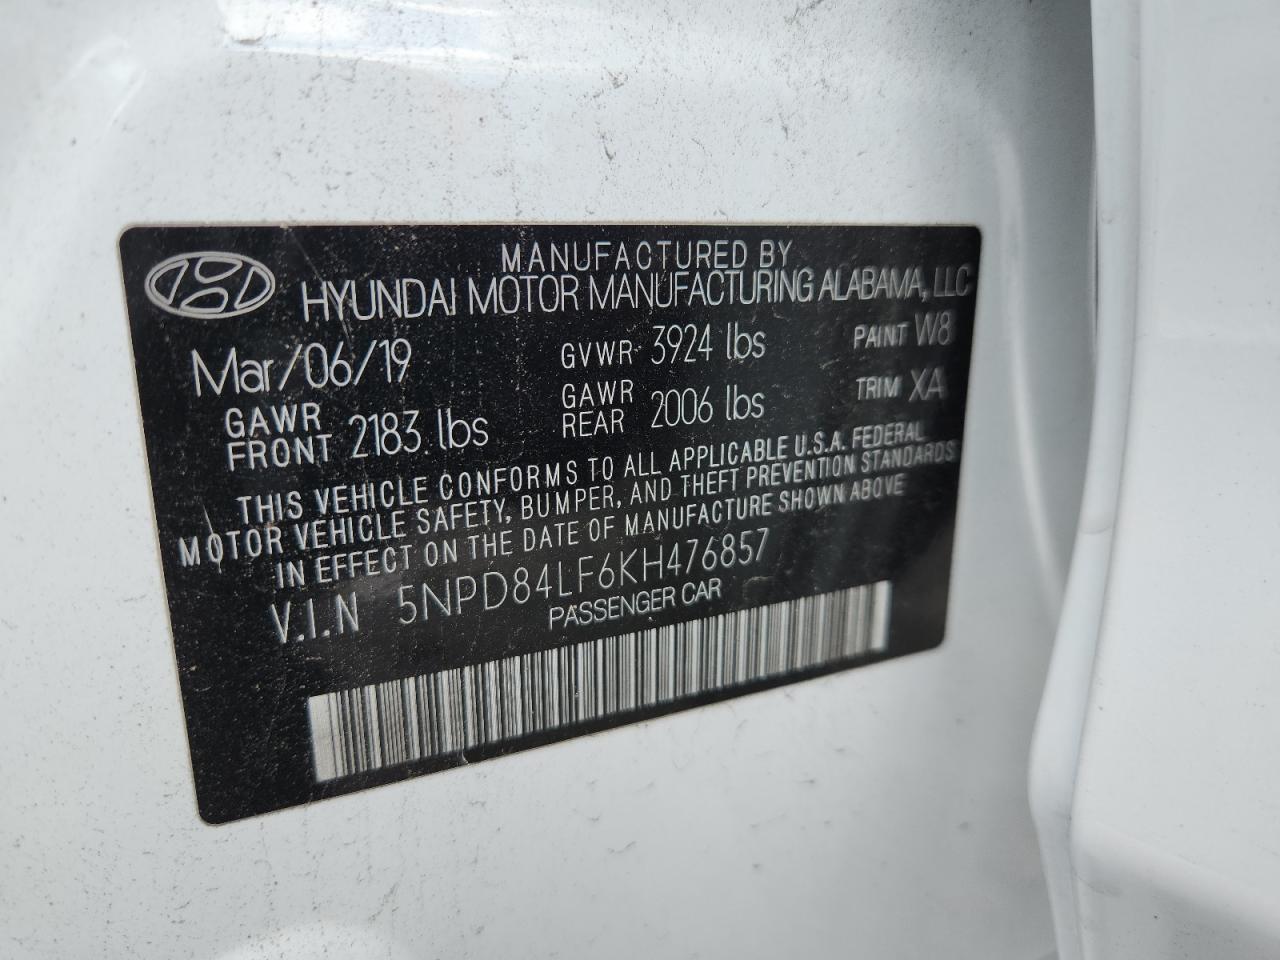 MANUFACTURED BY
HYUNDAI MOTOR MANUFACTURING ALABAMA, LLC
Mar/06/19 GVWR 3924 lbs PAINT W8
GAWR FRONT 2183 lbs GAWR REAR 2006 lbs TRIM XA
THIS VEHICLE CONFORMS TO ALL APPLICABLE U.S.A. FEDERAL
MOTOR VEHICLE SAFETY, BUMPER, AND THEFT PREVENTION STANDARDS
IN EFFECT ON THE DATE OF MANUFACTURE SHOWN ABOVE
V.I.N 5NPD84LF6KH476857
PASSENGER CAR